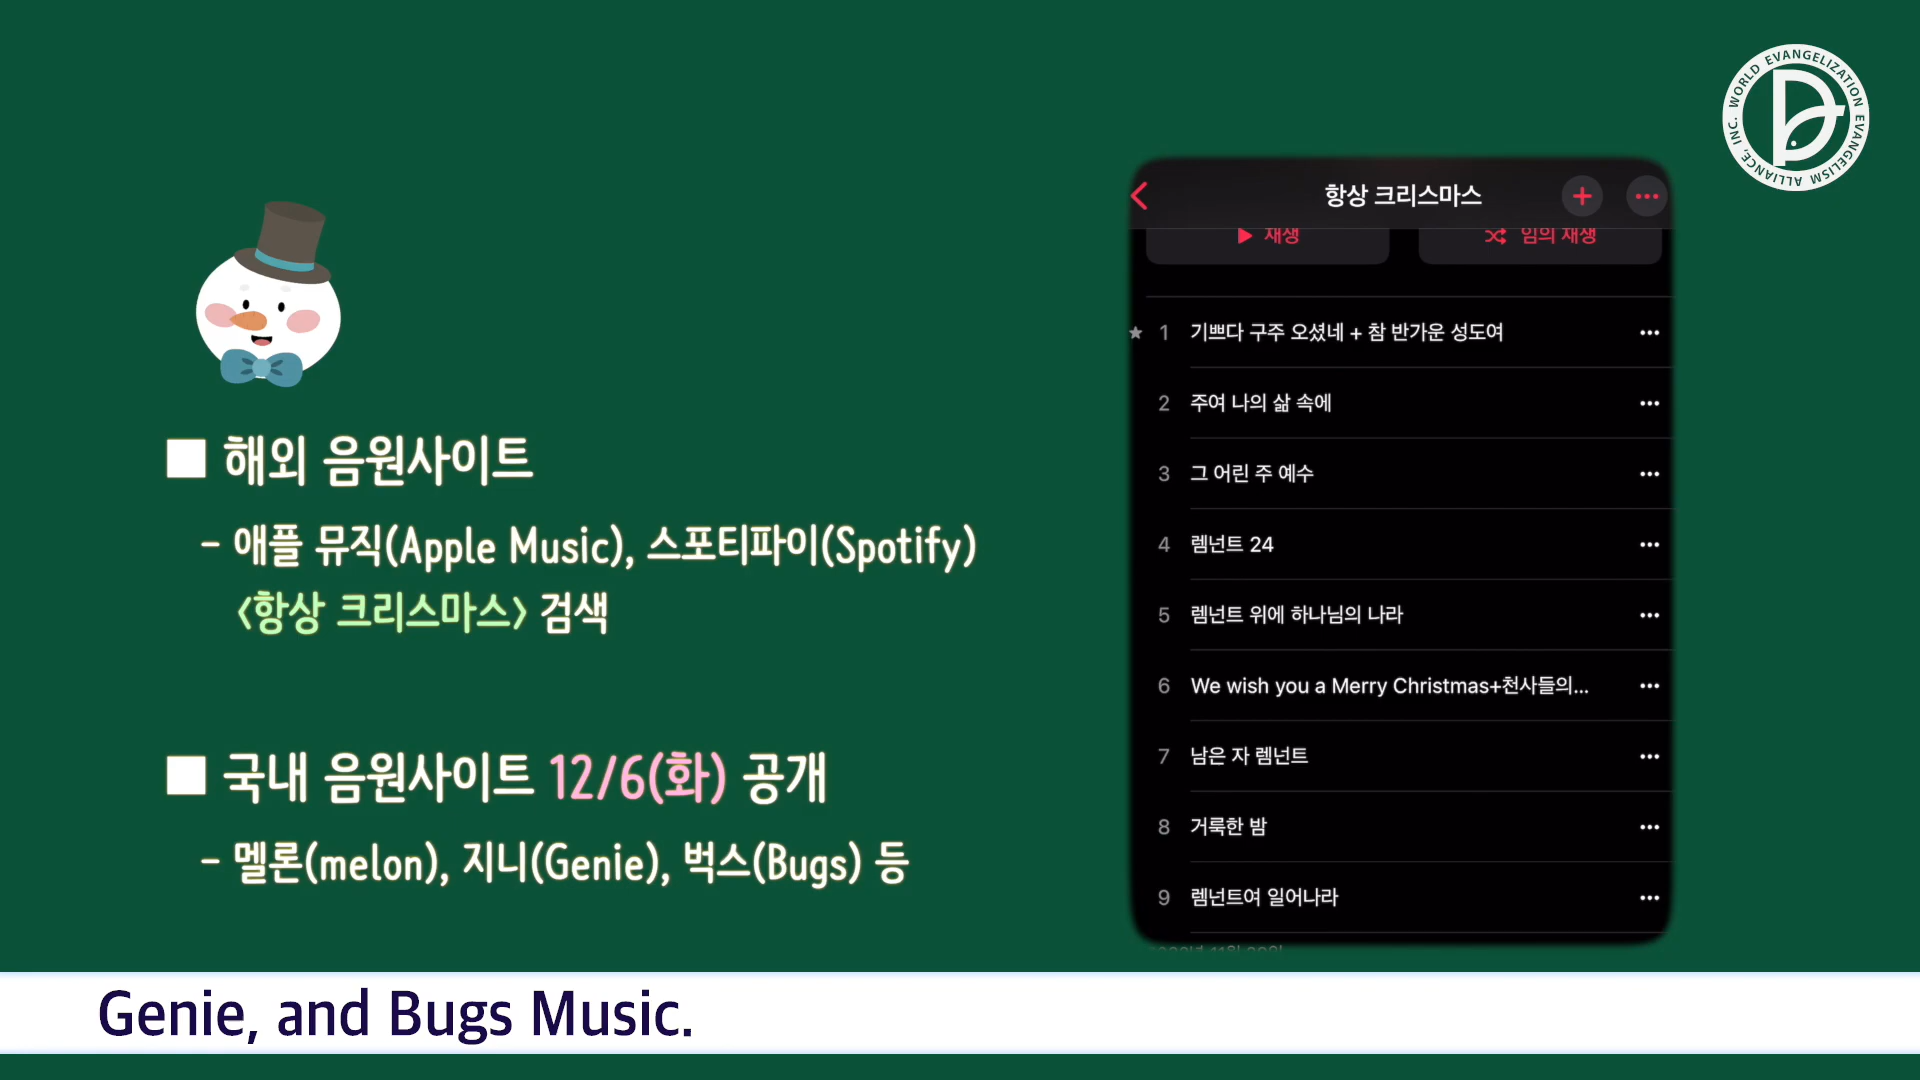 WORLD EVANGELIZATION EVANGELISM ALLIANCE, INC.
■ 해외 음원사이트
- 애플 뮤직(Apple Music), 스포티파이(Spotify)
<항상 크리스마스> 검색
■ 국내 음원사이트 12/6(화) 공개
- 멜론(melon), 지니(Genie), 벅스(Bugs) 등
항상 크리스마스
재생
임의 재생
1 기쁘다 구주 오셨네 + 참 반가운 성도여
2 주여 나의 삶 속에
3 그 어린 주 예수
4 렘넌트 24
5 렘넌트 위에 하나님의 나라
6 We wish you a Merry Christmas+천사들의...
7 남은 자 렘넌트
8 거룩한 밤
9 렘넌트여 일어나라
Genie, and Bugs Music.